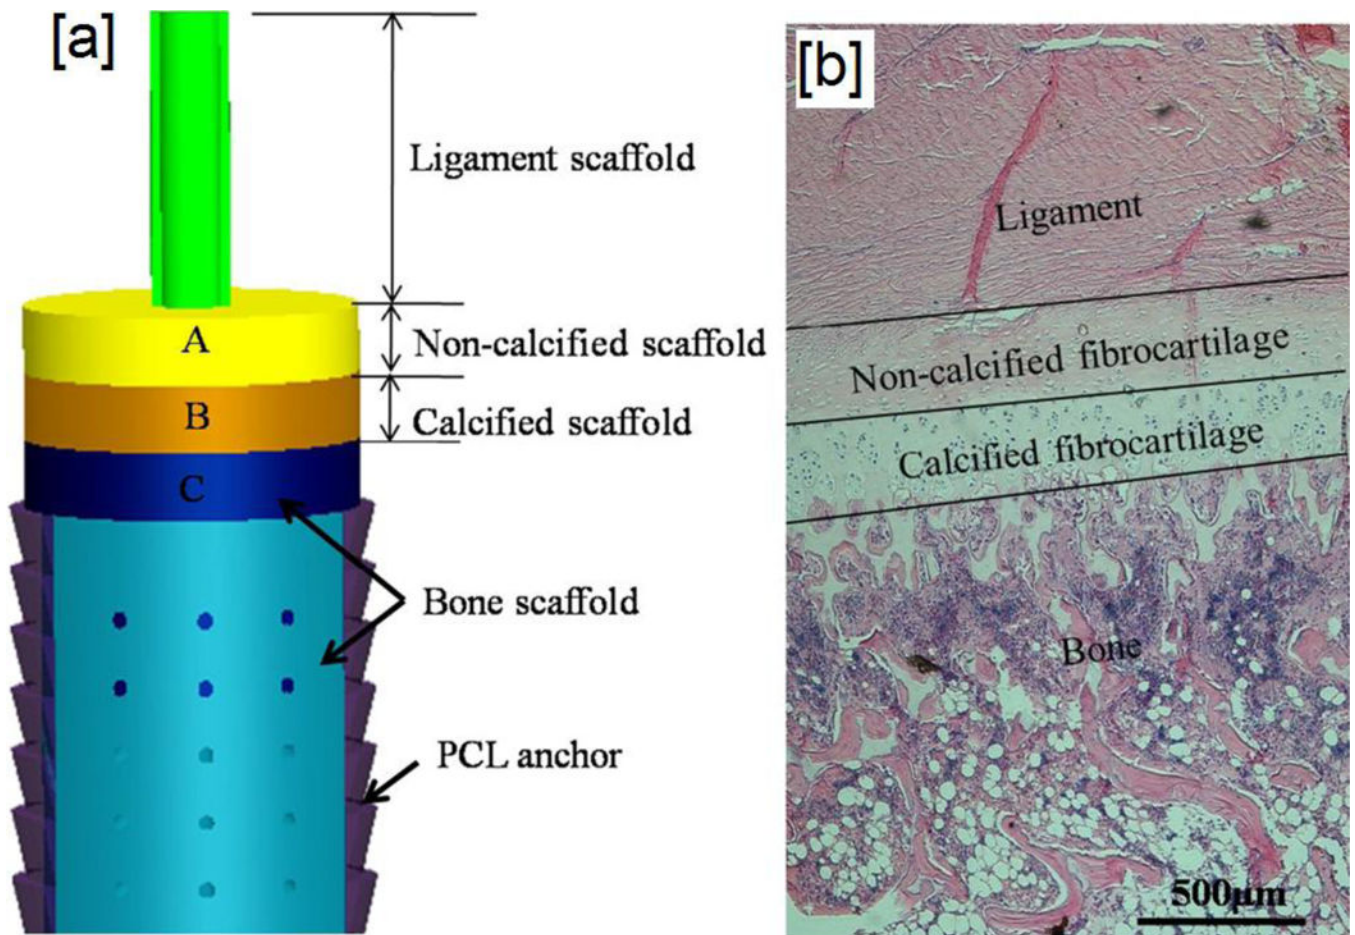 [a]
Ligament scaffold
A
Non-calcified scaffold
B
Calcified scaffold
C
Bone scaffold
PCL anchor
[b]
Ligament
Non-calcified fibrocartilage
Calcified fibrocartilage
Bone
500μm